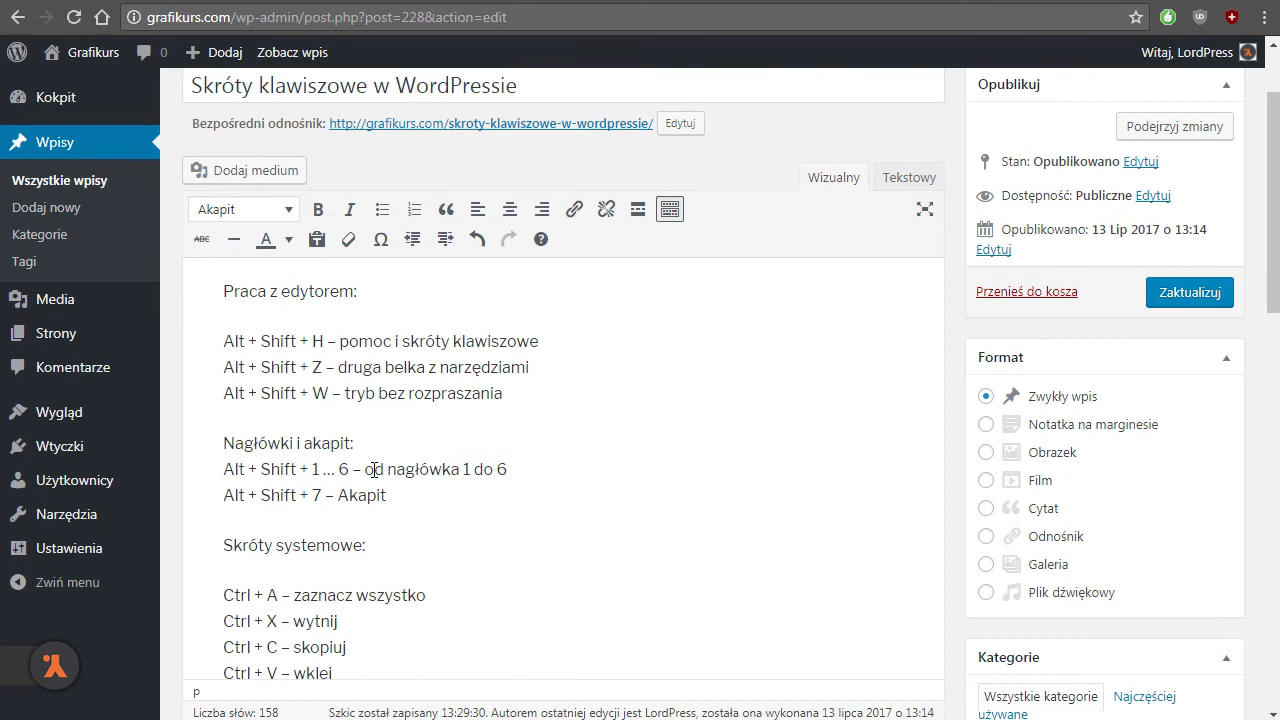 grafikurs.com/wp-admin/post.php?post=228&action=edit
Grafikurs
0
Dodaj
Zobacz wpis
Witaj, LordPress
Kokpit
Wpisy
Wszystkie wpisy
Dodaj nowy
Kategorie
Tagi
Media
Strony
Komentarze
Wygląd
Wtyczki
Użytkownicy
Narzędzia
Ustawienia
Zwiń menu
Skróty klawiszowe w WordPressie
Bezpośredni odnośnik: http://grafikurs.com/skroty-klawiszowe-w-wordpressie/ Edytuj
Dodaj medium
Wizualny Tekstowy
Akapit
ABC
Praca z edytorem:
Alt + Shift + H – pomoc i skróty klawiszowe
Alt + Shift + Z – druga belka z narzędziami
Alt + Shift + W – tryb bez rozpraszania
Nagłówki i akapit:
Alt + Shift + 1 ... 6 – od nagłówka 1 do 6
Alt + Shift + 7 – Akapit
Skróty systemowe:
Ctrl + A – zaznacz wszystko
Ctrl + X – wytnij
Ctrl + C – skopiuj
Ctrl + V – wklej
p
Liczba słów: 158
Szkic został zapisany 13:29:30. Autorem ostatniej edycji jest LordPress, została ona wykonana 13 lipca 2017 o 13:14
Opublikuj
Podejrzyj zmiany
Stan: Opublikowano Edytuj
Dostępność: Publiczne Edytuj
Opublikowano: 13 Lip 2017 o 13:14
Edytuj
Przenieś do kosza
Zaktualizuj
Format
Zwykły wpis
Notatka na marginesie
Obrazek
Film
Cytat
Odnośnik
Galeria
Plik dźwiękowy
Kategorie
Wszystkie kategorie
Najczęściej
używane